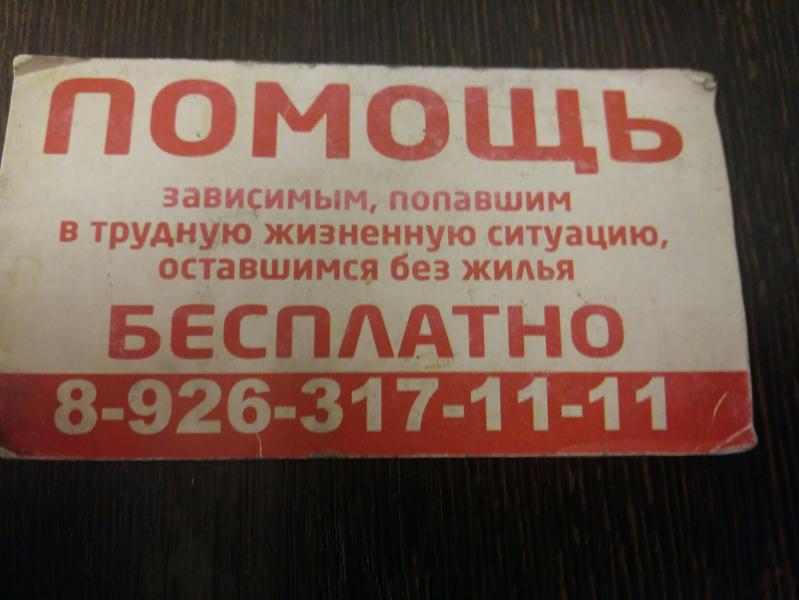 ПОМОЩЬ
зависимым, попавшим
в трудную жизненную ситуацию,
оставшимся без жилья
БЕСПЛАТНО
8-926-317-11-11